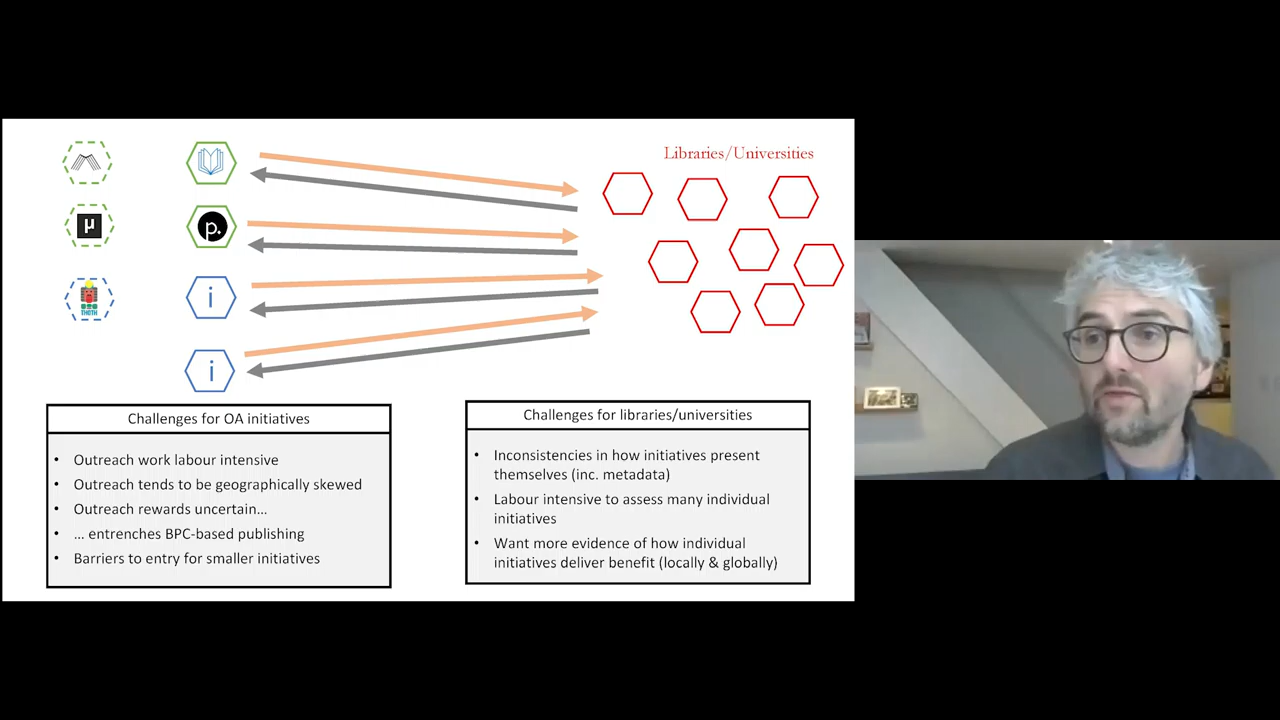 Libraries/Universities
μ
p.
i
THOTH
i
Challenges for OA initiatives
• Outreach work labour intensive
• Outreach tends to be geographically skewed
• Outreach rewards uncertain…
• … entrenches BPC-based publishing
• Barriers to entry for smaller initiatives
Challenges for libraries/universities
• Inconsistencies in how initiatives present
themselves (inc. metadata)
• Labour intensive to assess many individual
initiatives
• Want more evidence of how individual
initiatives deliver benefit (locally & globally)